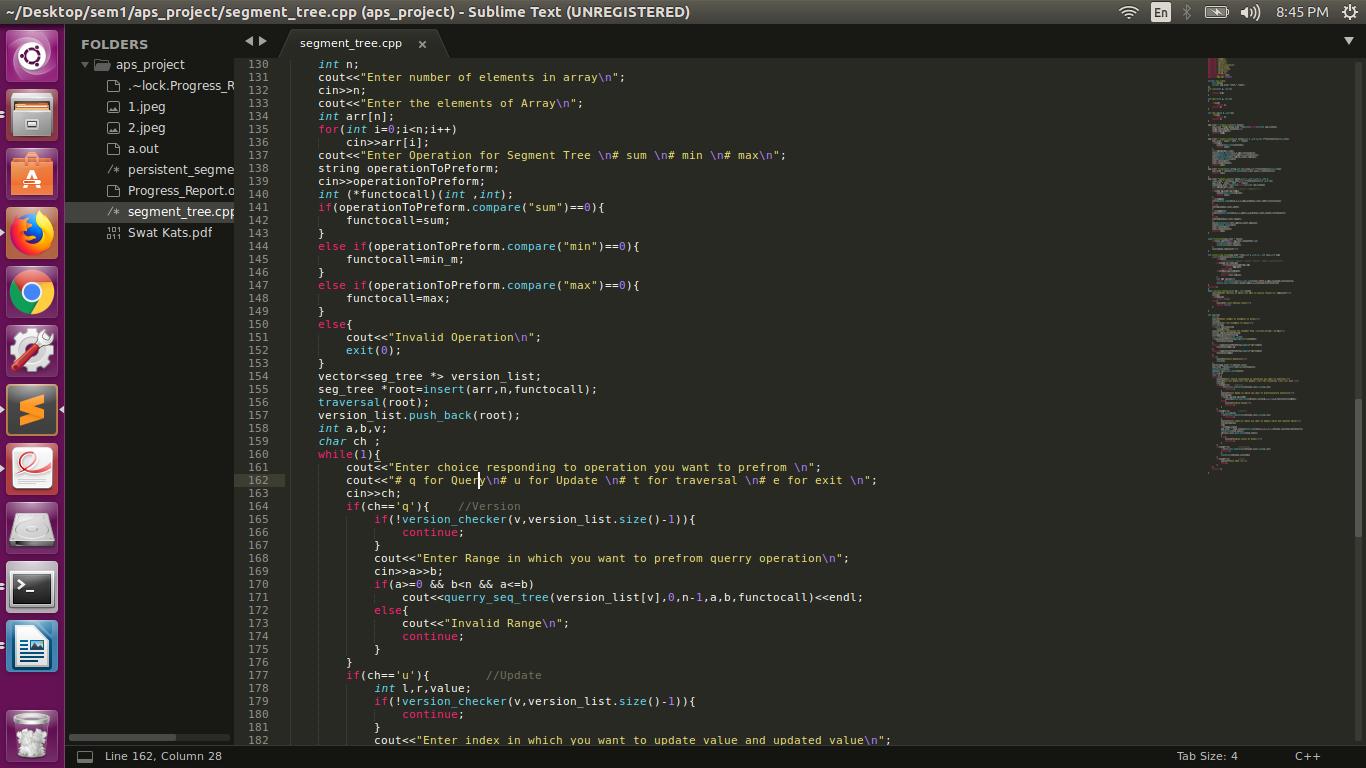 ~/Desktop/sem1/aps_project/segment_tree.cpp (aps_project) - Sublime Text (UNREGISTERED)
En
8:45 PM
FOLDERS
aps_project
.~lock.Progress_R
1.jpeg
2.jpeg
a.out
persistent_segme
Progress_Report.o
segment_tree.cpp
Swat Kats.pdf
segment_tree.cpp ×
130 int n;
131 cout<<"Enter number of elements in array\n";
132 cin>>n;
133 cout<<"Enter the elements of Array\n";
134 int arr[n];
135 for(int i=0;i<n;i++)
136 cin>>arr[i];
137 cout<<"Enter Operation for Segment Tree \n# sum \n# min \n# max\n";
138 string operationToPreform;
139 cin>>operationToPreform;
140 int (*functocall)(int ,int);
141 if(operationToPreform.compare("sum")==0){
142 functocall=sum;
143 }
144 else if(operationToPreform.compare("min")==0){
145 functocall=min_m;
146 }
147 else if(operationToPreform.compare("max")==0){
148 functocall=max;
149 }
150 else{
151 cout<<"Invalid Operation\n";
152 exit(0);
153 }
154 vector<seg_tree *> version_list;
155 seg_tree *root=insert(arr,n,functocall);
156 traversal(root);
157 version_list.push_back(root);
158 int a,b,v;
159 char ch ;
160 while(1){
161 cout<<"Enter choice responding to operation you want to prefrom \n";
162 cout<<"# q for Query\n# u for Update \n# t for traversal \n# e for exit \n";
163 cin>>ch;
164 if(ch=='q'){ //Version
165 if(!version_checker(v,version_list.size()-1)){
166 continue;
167 }
168 cout<<"Enter Range in which you want to prefrom querry operation\n";
169 cin>>a>>b;
170 if(a>=0 && b<n && a<=b)
171 cout<<querry_seq_tree(version_list[v],0,n-1,a,b,functocall)<<endl;
172 else{
173 cout<<"Invalid Range\n";
174 continue;
175 }
176 }
177 if(ch=='u'){ //Update
178 int l,r,value;
179 if(!version_checker(v,version_list.size()-1)){
180 continue;
181 }
182 cout<<"Enter index in which you want to update value and updated value\n";
Line 162, Column 28
Tab Size: 4
C++